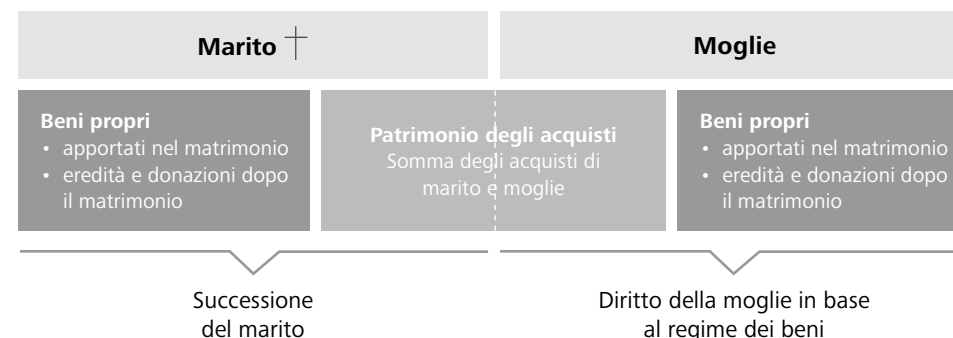 Marito
Moglie
Beni propri
• apportati nel matrimonio
• eredità e donazioni dopo
il matrimonio
Patrimonio degli acquisti
Somma degli acquisti di
marito e moglie
Beni propri
• apportati nel matrimonio
• eredità e donazioni dopo
il matrimonio
Successione
del marito
Diritto della moglie in base
al regime dei beni